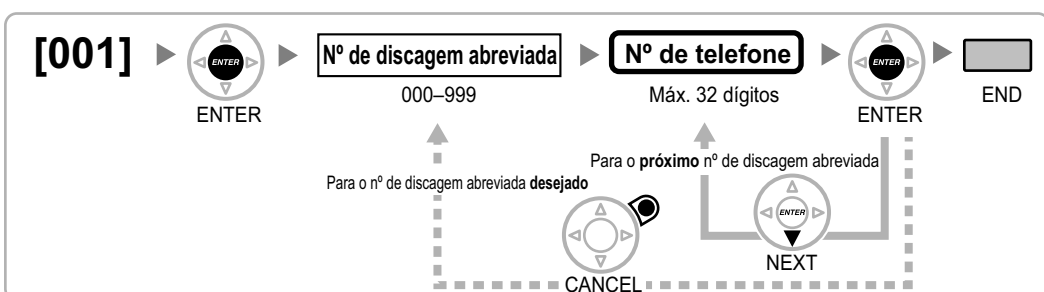 [001]
ENTER
ENTER
Nº de discagem abreviada
000–999
Nº de telefone
Máx. 32 dígitos
ENTER
ENTER
END
Para o próximo nº de discagem abreviada
Para o nº de discagem abreviada desejado
CANCEL
ENTER
NEXT